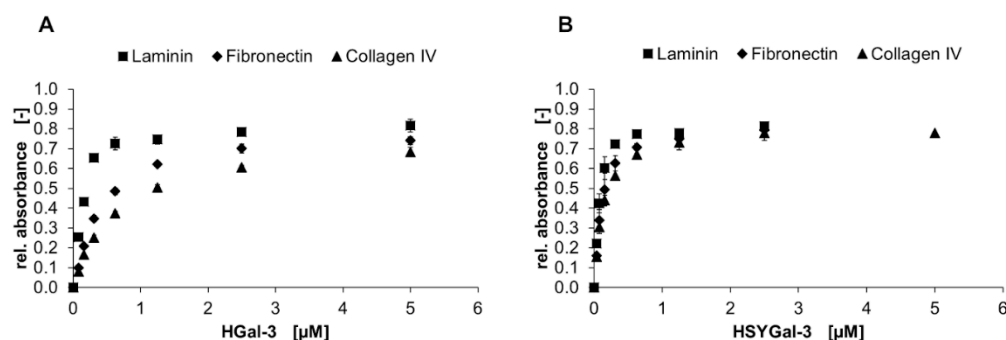 A
■ Laminin ◆ Fibronectin ▲ Collagen IV
1.0
0.9
0.8
0.7
0.6
0.5
0.4
0.3
0.2
0.1
0.0
rel. absorbance [-]
0 1 2 3 4 5 6
HGal-3 [µM]
B
■ Laminin ◆ Fibronectin ▲ Collagen IV
1.0
0.9
0.8
0.7
0.6
0.5
0.4
0.3
0.2
0.1
0.0
rel. absorbance [-]
0 1 2 3 4 5 6
HSYGal-3 [µM]